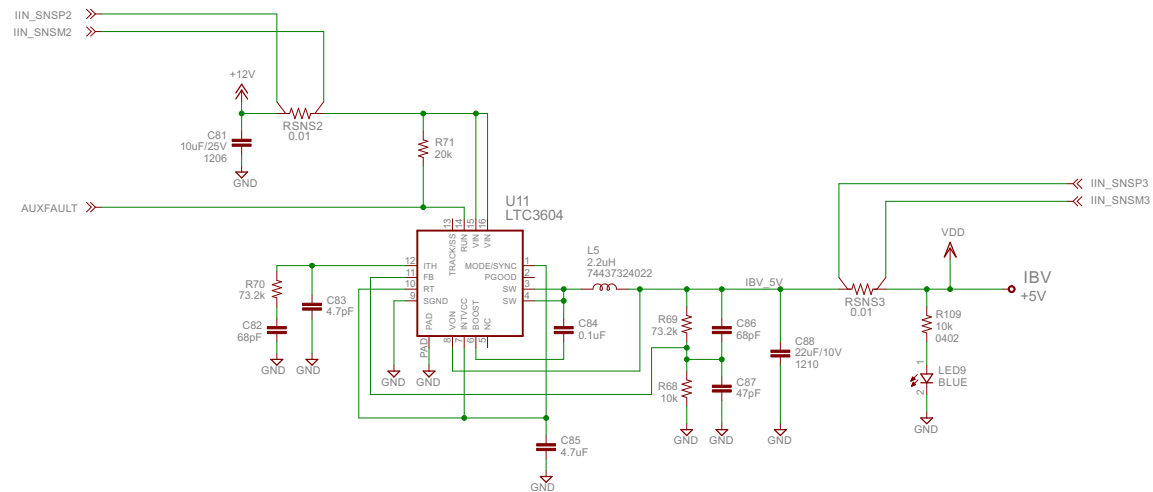 IIN_SNSP2
IIN_SNSM2
+12V
RSNS2
0.01
C81
10uF/25V
1206
GND
R71
20k
AUXFAULT
U11
LTC3604
13
14
15
16
TRACK/SS
RUN
VIN
VIN
12
11
10
9
ITH
FB
RT
SGND
MODE/SYNC
PGOOD
SW
SW
1
2
3
4
PAD
VON
INTVCC
BOOST
NC
PAD
8
7
6
5
R70
73.2k
C82
68pF
GND
C83
4.7pF
GND
GND
GND
L5
2.2uH
74437324022
C84
0.1uF
C85
4.7uF
GND
IBV_5V
R69
73.2k
C86
68pF
R68
10k
C87
47pF
GND
GND
C88
22uF/10V
1210
GND
IIN_SNSP3
IIN_SNSM3
RSNS3
0.01
VDD
IBV
+5V
R109
10k
0402
1
LED9
BLUE
2
GND